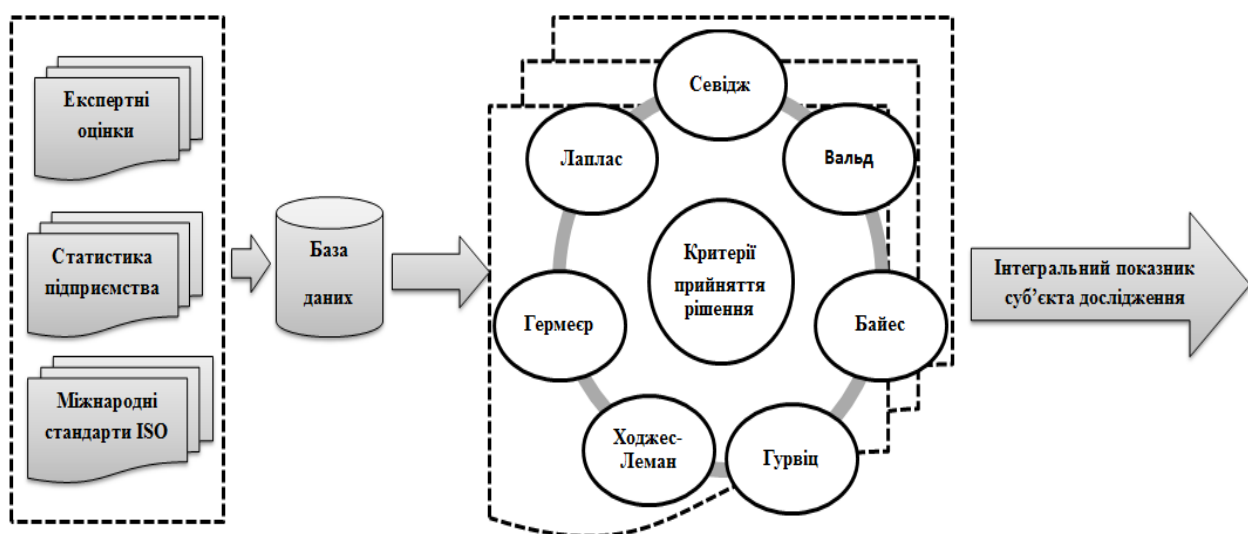 Експертні
оцінки
Статистика
підприємства
Міжнародні
стандарти ISO
База
даних
Севідж
Лаплас
Вальд
Критерії
прийняття
рішення
Гермеєр
Байес
Ходжес-
Леман
Гурвіц
Інтегральний показник
суб’єкта дослідження